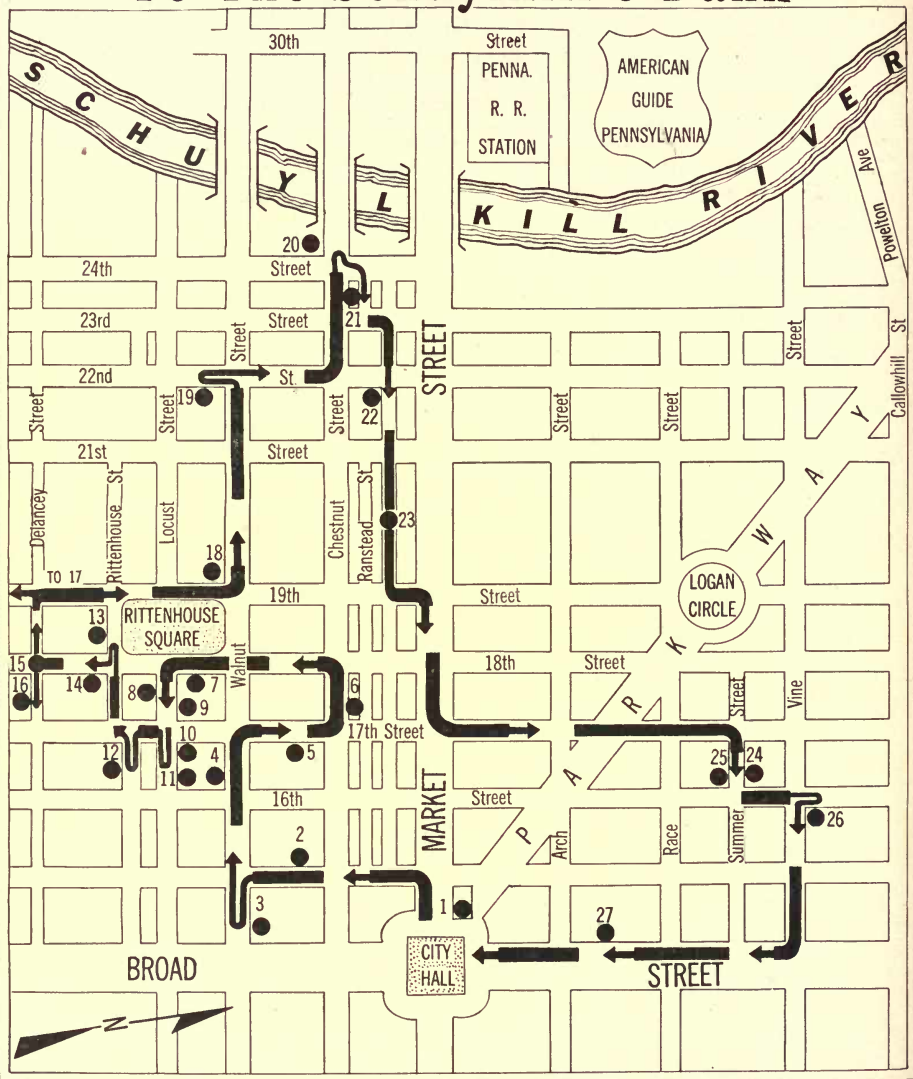 30th Street
PENNA.
R. R.
STATION
AMERICAN
GUIDE
PENNSYLVANIA
SCHUYLKILL RIVER
Powelton Ave
20
24th Street
21
23rd Street
Street
STREET
Street
Callowhill St
22nd St.
19
Street
Street
Street
22
Street
Street
21st Street
Delancey
Rittenhouse St
Locust
Chestnut
Ranstead St
23
PARKWAY
18
TO 17
19th Street
LOGAN
CIRCLE
13
RITTENHOUSE
SQUARE
15
Walnut
18th Street
16
14
8
7
9
6
Street
Vine
17th Street
12
10
11
4
5
25
24
16th Street
MARKET
Arch
Race
Summer
26
2
3
1
27
CITY
HALL
BROAD STREET
N